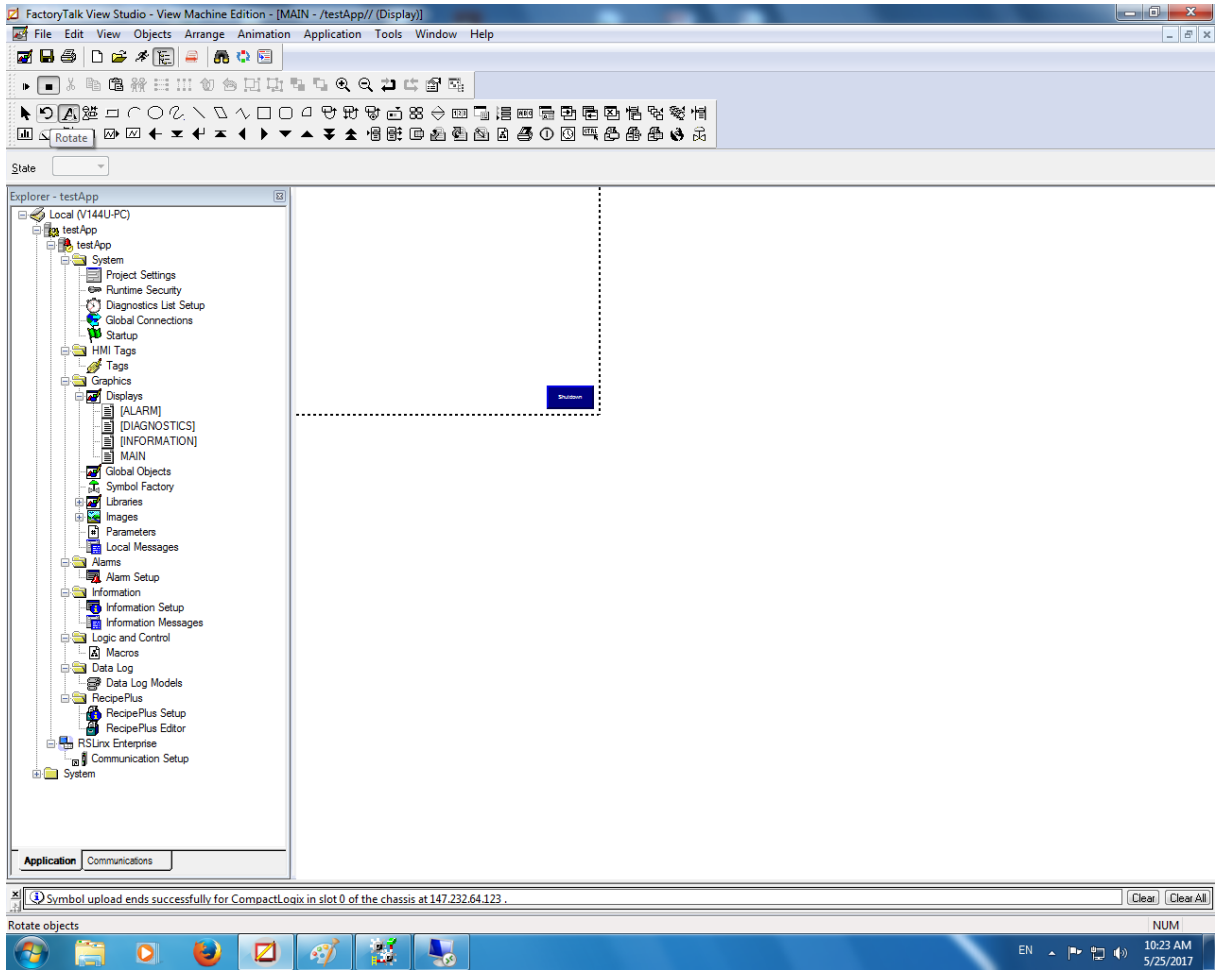 FactoryTalk View Studio - View Machine Edition - [MAIN - /testApp// (Display)]
File Edit View Objects Arrange Animation Application Tools Window Help
Rotate
State
Explorer - testApp
Local (V144U-PC)
testApp
testApp
System
Project Settings
Runtime Security
Diagnostics List Setup
Global Connections
Startup
HMI Tags
Tags
Graphics
Displays
[ALARM]
[DIAGNOSTICS]
[INFORMATION]
MAIN
Global Objects
Symbol Factory
Libraries
Images
Parameters
Local Messages
Alarms
Alarm Setup
Information
Information Setup
Information Messages
Logic and Control
Macros
Data Log
Data Log Models
RecipePlus
RecipePlus Setup
RecipePlus Editor
RSLinx Enterprise
Communication Setup
System
Shutdown
Application Communications
Symbol upload ends successfully for CompactLogix in slot 0 of the chassis at 147.232.64.123 .
Clear Clear All
Rotate objects
NUM
EN
10:23 AM
5/25/2017